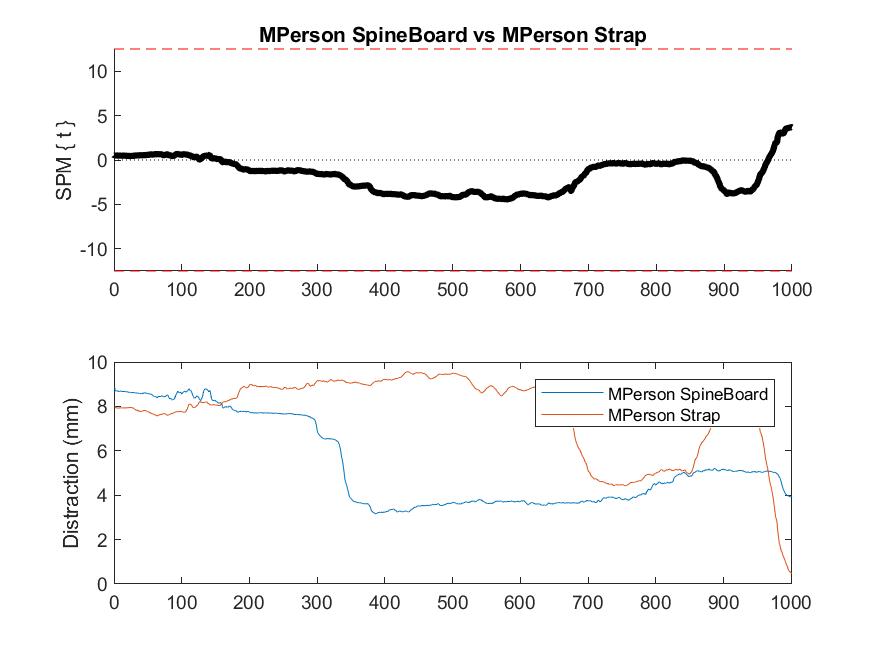 MPerson SpineBoard vs MPerson Strap
10
5
0
-5
-10
SPM { t }
0 100 200 300 400 500 600 700 800 900 1000
10
8
6
4
2
0
Distraction (mm)
MPerson SpineBoard
MPerson Strap
0 100 200 300 400 500 600 700 800 900 1000